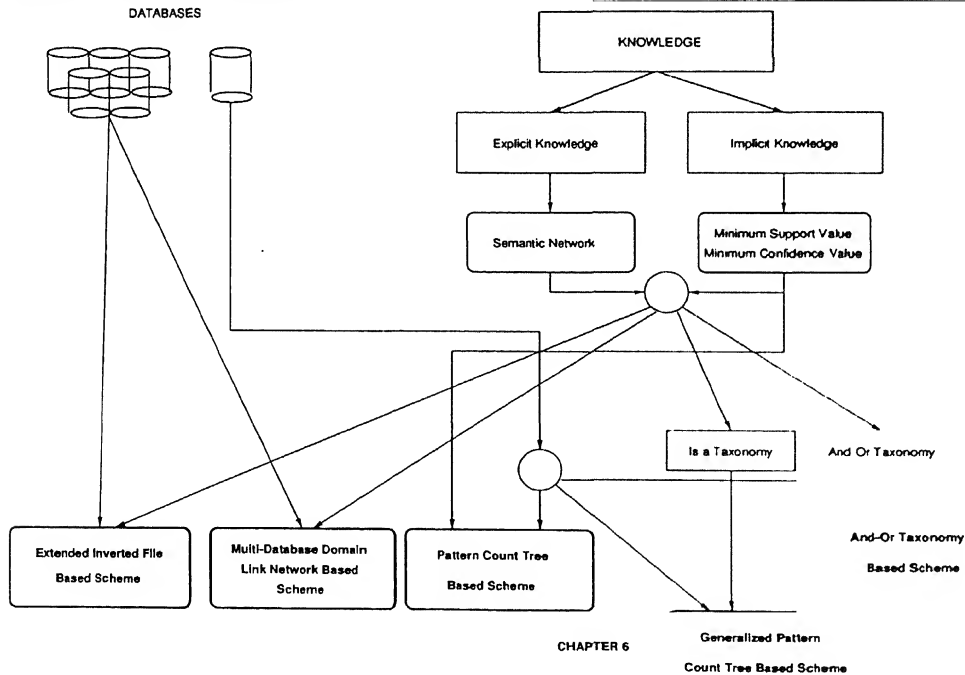 DATABASES
KNOWLEDGE
Explicit Knowledge
Implicit Knowledge
Semantic Network
Minimum Support Value
Minimum Confidence Value
Is a Taxonomy
And Or Taxonomy
Extended Inverted File
Based Scheme
Multi-Database Domain
Link Network Based
Scheme
Pattern Count Tree
Based Scheme
And-Or Taxonomy
Based Scheme
CHAPTER 6
Generalized Pattern
Count Tree Based Scheme